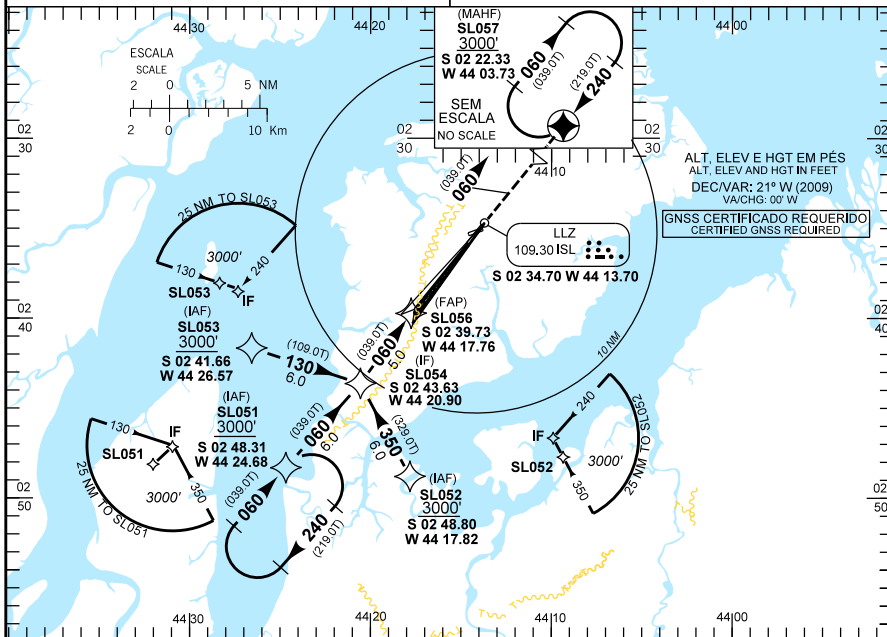 44 30
44 20
44 00
ESCALA
SCALE
2 0 5 NM
2 0 10 Km
(MAHF)
SL057
3000'
S 02 22.33
W 44 03.73
060
(039.0T)
(219.0T)
240
SEM
ESCALA
NO SCALE
02
30
02
30
44 10
(039.0T)
060
ALT, ELEV E HGT EM PÉS
ALT, ELEV AND HGT IN FEET
DEC/VAR: 21º W (2009)
VA/CHG: 00' W
GNSS CERTIFICADO REQUERIDO
CERTIFIED GNSS REQUIRED
LLZ
109.30 ISL
S 02 34.70 W 44 13.70
25 NM TO SL053
3000'
130
240
SL053
IF
02
40
02
40
(IAF)
SL053
3000'
S 02 41.66
W 44 26.57
(109.0T)
130
6.0
(FAP)
SL056
S 02 39.73
W 44 17.76
(039.0T)
060
5.0
(IF)
SL054
S 02 43.63
W 44 20.90
10 NM
(IAF)
SL051
3000'
S 02 48.31
W 44 24.68
(039.0T)
060
6.0
(329.0T)
350
6.0
130
IF
SL051
350
3000'
25 NM TO SL051
240
IF
SL052
3000'
350
25 NM TO SL052
02
50
02
50
(IAF)
SL052
3000'
S 02 48.80
W 44 17.82
(039.0T)
060
240
(219.0T)
44 30
44 20
44 10
44 00